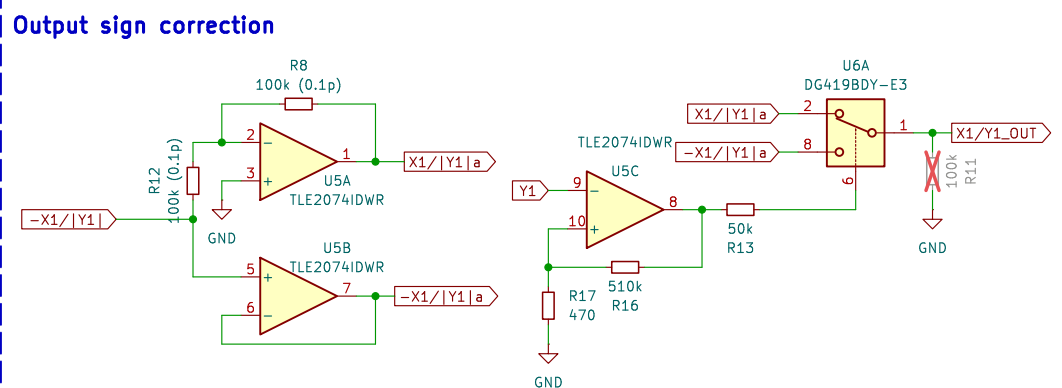 Output sign correction
R8
100k (0.1p)
R12
100k (0.1p)
2
−
3
+
1
U5A
TLE2074IDWR
X1/|Y1|a
GND
-X1/|Y1|
U5B
TLE2074IDWR
5
+
6
−
7
-X1/|Y1|a
TLE2074IDWR
U5C
Y1
9
−
10
+
8
50k
R13
510k
R16
R17
470
GND
U6A
DG419BDY-E3
X1/|Y1|a
2
-X1/|Y1|a
8
1
6
X1/Y1_OUT
100k
R11
GND